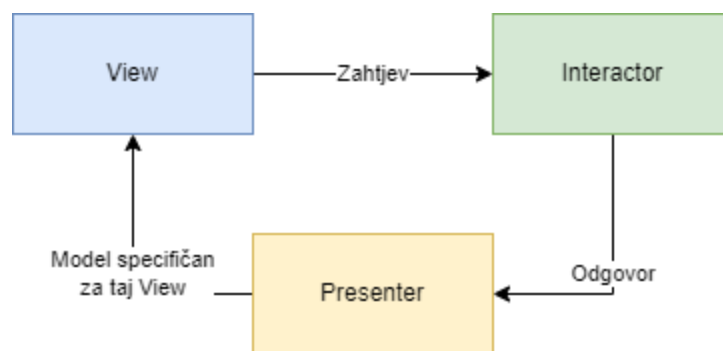 View
Zahtjev
Interactor
Model specifičan
za taj View
Presenter
Odgovor